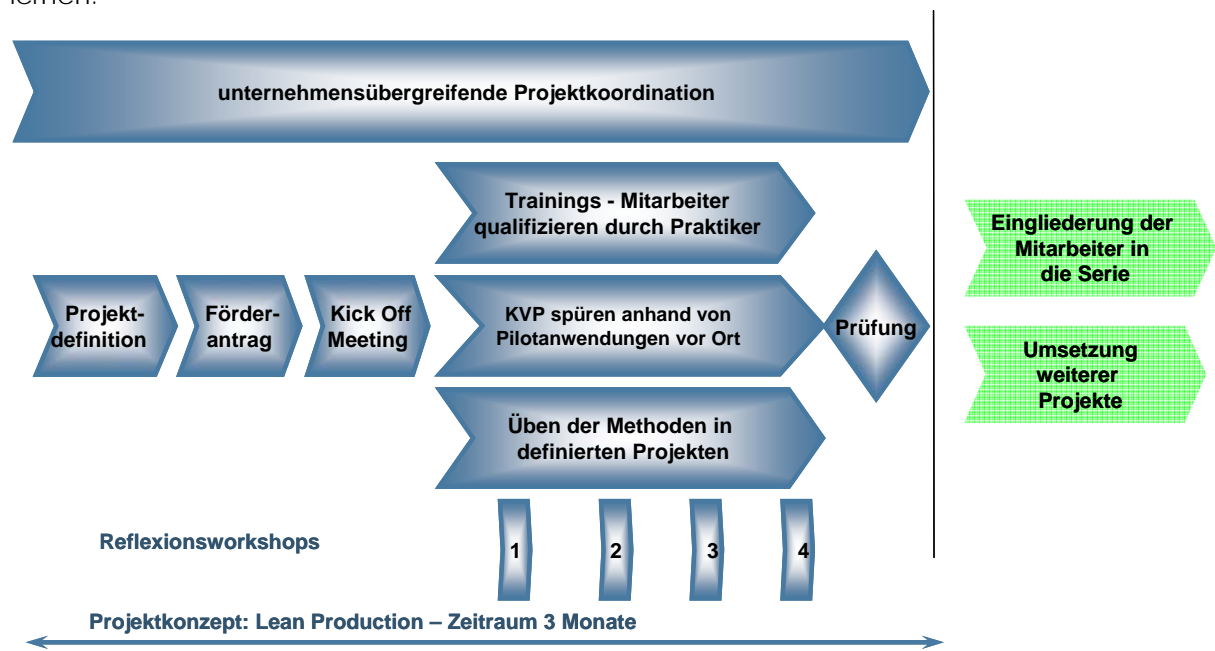 unternehmensübergreifende Projektkoordination
Trainings - Mitarbeiter
qualifizieren durch Praktiker
Projekt-
definition
Förder-
antrag
Kick Off
Meeting
KVP spüren anhand von
Pilotanwendungen vor Ort
Prüfung
Üben der Methoden in
definierten Projekten
Eingliederung der
Mitarbeiter in
die Serie
Umsetzung
weiterer
Projekte
Reflexionsworkshops
1
2
3
4
Projektkonzept: Lean Production – Zeitraum 3 Monate